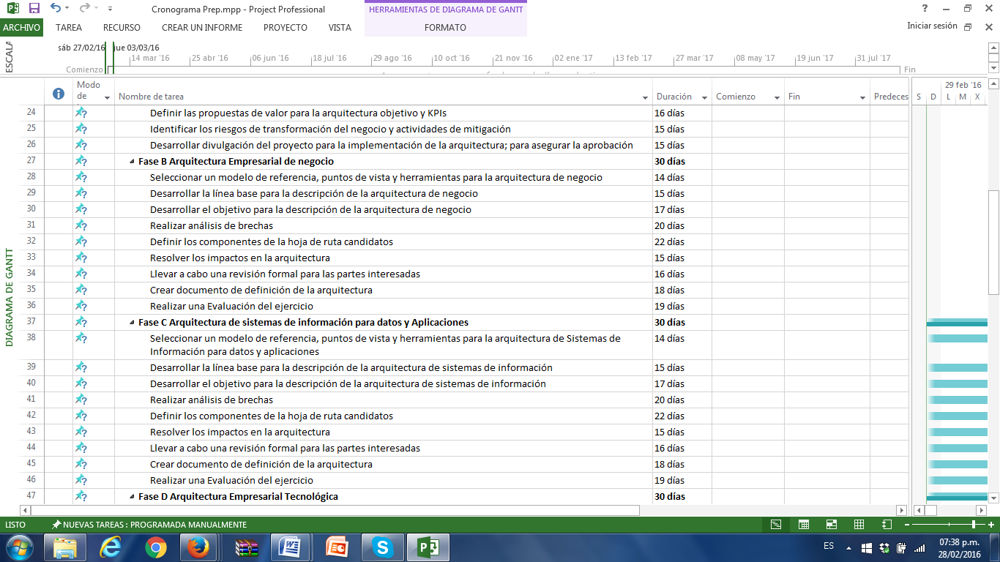 Cronograma Prep.mpp - Project Professional
HERRAMIENTAS DE DIAGRAMA DE GANTT
ARCHIVO TAREA RECURSO CREAR UN INFORME PROYECTO VISTA FORMATO Iniciar sesión
ESCALA
sáb 27/02/16 jue 03/03/16
14 mar '16 25 abr '16 06 jun '16 18 jul '16 29 ago '16 10 oct '16 21 nov '16 02 ene '17 13 feb '17 27 mar '17 08 may '17 19 jun '17 31 jul '17
Comienzo Fin
Modo de Nombre de tarea Duración Comienzo Fin Predeces
29 feb '16
S D L M X
24 Definir las propuestas de valor para la arquitectura objetivo y KPIs 16 días
25 Identificar los riesgos de transformación del negocio y actividades de mitigación 15 días
26 Desarrollar divulgación del proyecto para la implementación de la arquitectura; para asegurar la aprobación 15 días
27 Fase B Arquitectura Empresarial de negocio 30 días
28 Seleccionar un modelo de referencia, puntos de vista y herramientas para la arquitectura de negocio 14 días
29 Desarrollar la línea base para la descripción de la arquitectura de negocio 15 días
30 Desarrollar el objetivo para la descripción de la arquitectura de negocio 17 días
31 Realizar análisis de brechas 20 días
32 Definir los componentes de la hoja de ruta candidatos 22 días
33 Resolver los impactos en la arquitectura 15 días
34 Llevar a cabo una revisión formal para las partes interesadas 16 días
35 Crear documento de definición de la arquitectura 18 días
36 Realizar una Evaluación del ejercicio 19 días
37 Fase C Arquitectura de sistemas de información para datos y Aplicaciones 30 días
38 Seleccionar un modelo de referencia, puntos de vista y herramientas para la arquitectura de Sistemas de 14 días
Información para datos y aplicaciones
39 Desarrollar la línea base para la descripción de la arquitectura de sistemas de información 15 días
40 Desarrollar el objetivo para la descripción de la arquitectura de sistemas de información 17 días
41 Realizar análisis de brechas 20 días
42 Definir los componentes de la hoja de ruta candidatos 22 días
43 Resolver los impactos en la arquitectura 15 días
44 Llevar a cabo una revisión formal para las partes interesadas 16 días
45 Crear documento de definición de la arquitectura 18 días
46 Realizar una Evaluación del ejercicio 19 días
47 Fase D Arquitectura Empresarial Tecnológica 30 días
DIAGRAMA DE GANTT
LISTO NUEVAS TAREAS : PROGRAMADA MANUALMENTE
ES 07:38 p.m.
28/02/2016